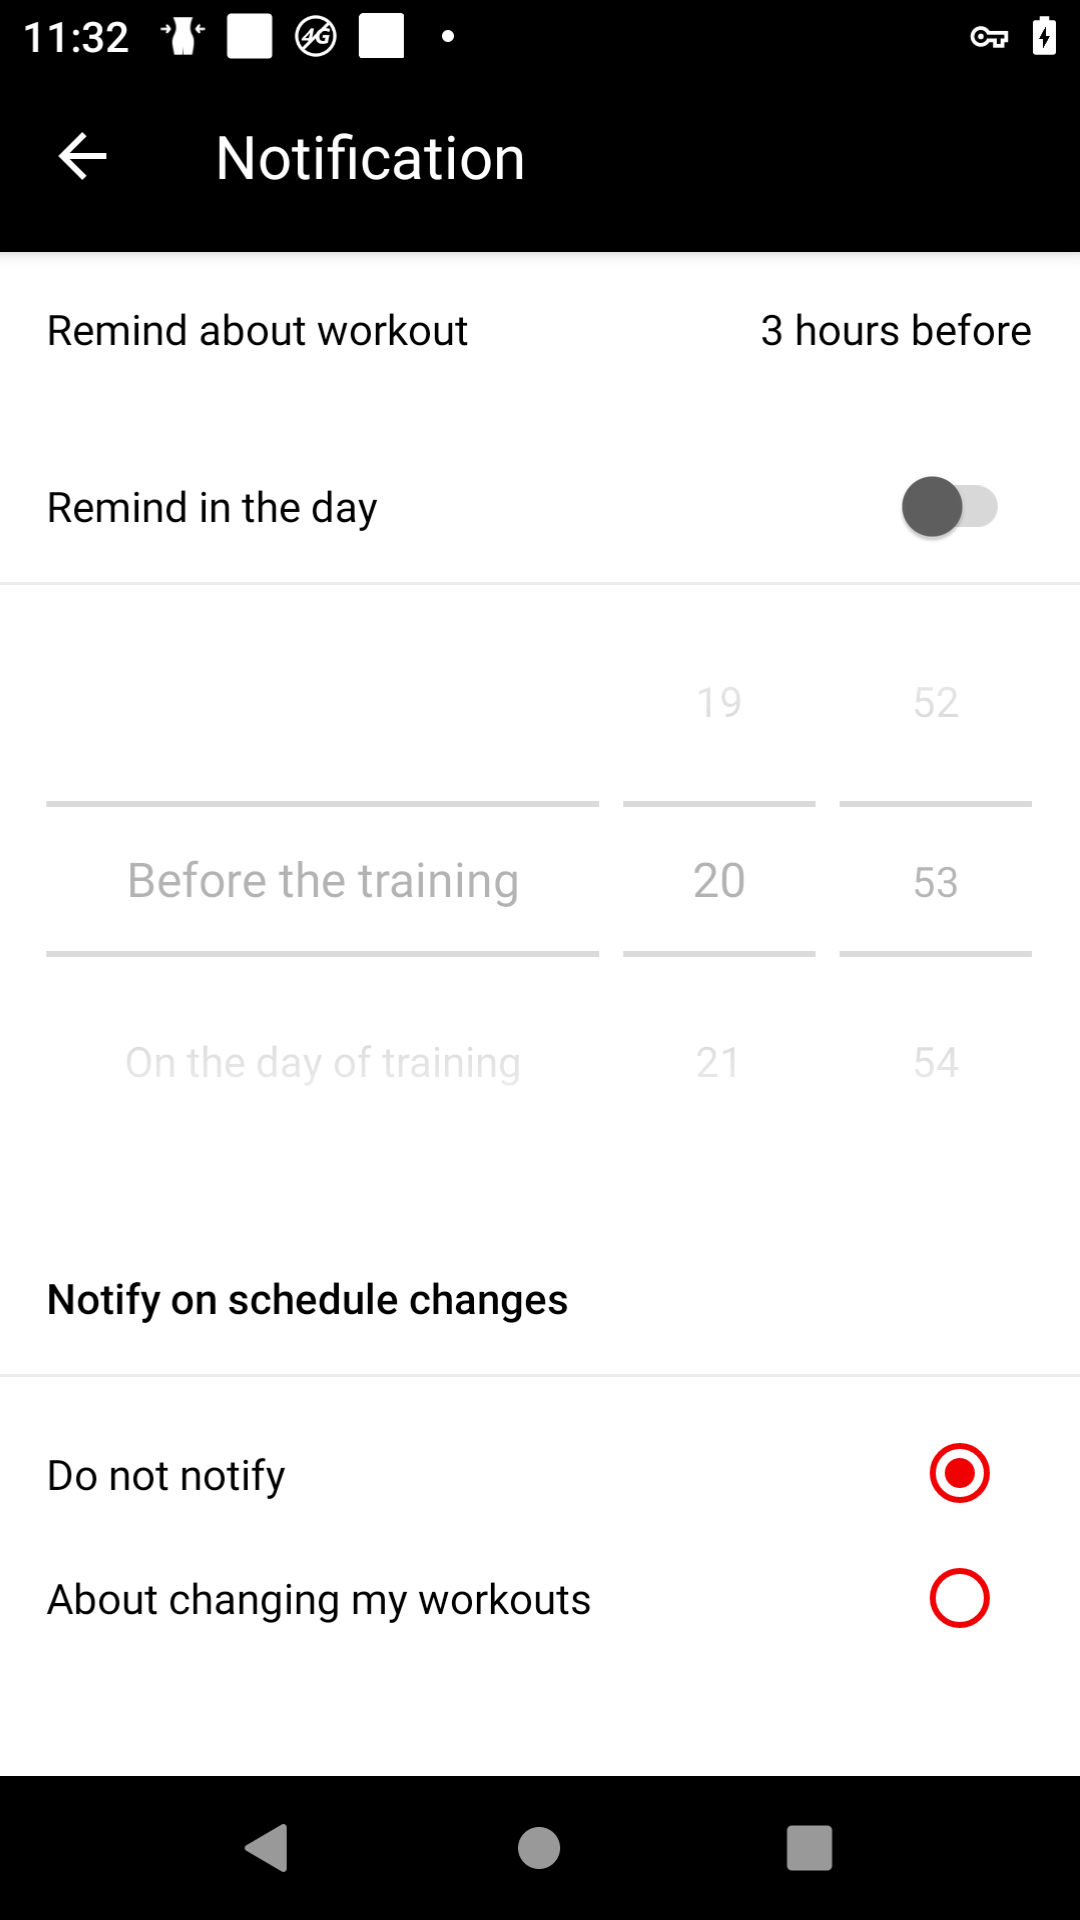 11:32
4G
Notification
Remind about workout 3 hours before
Remind in the day
19 52
Before the training 20 53
On the day of training 21 54
Notify on schedule changes
Do not notify
About changing my workouts